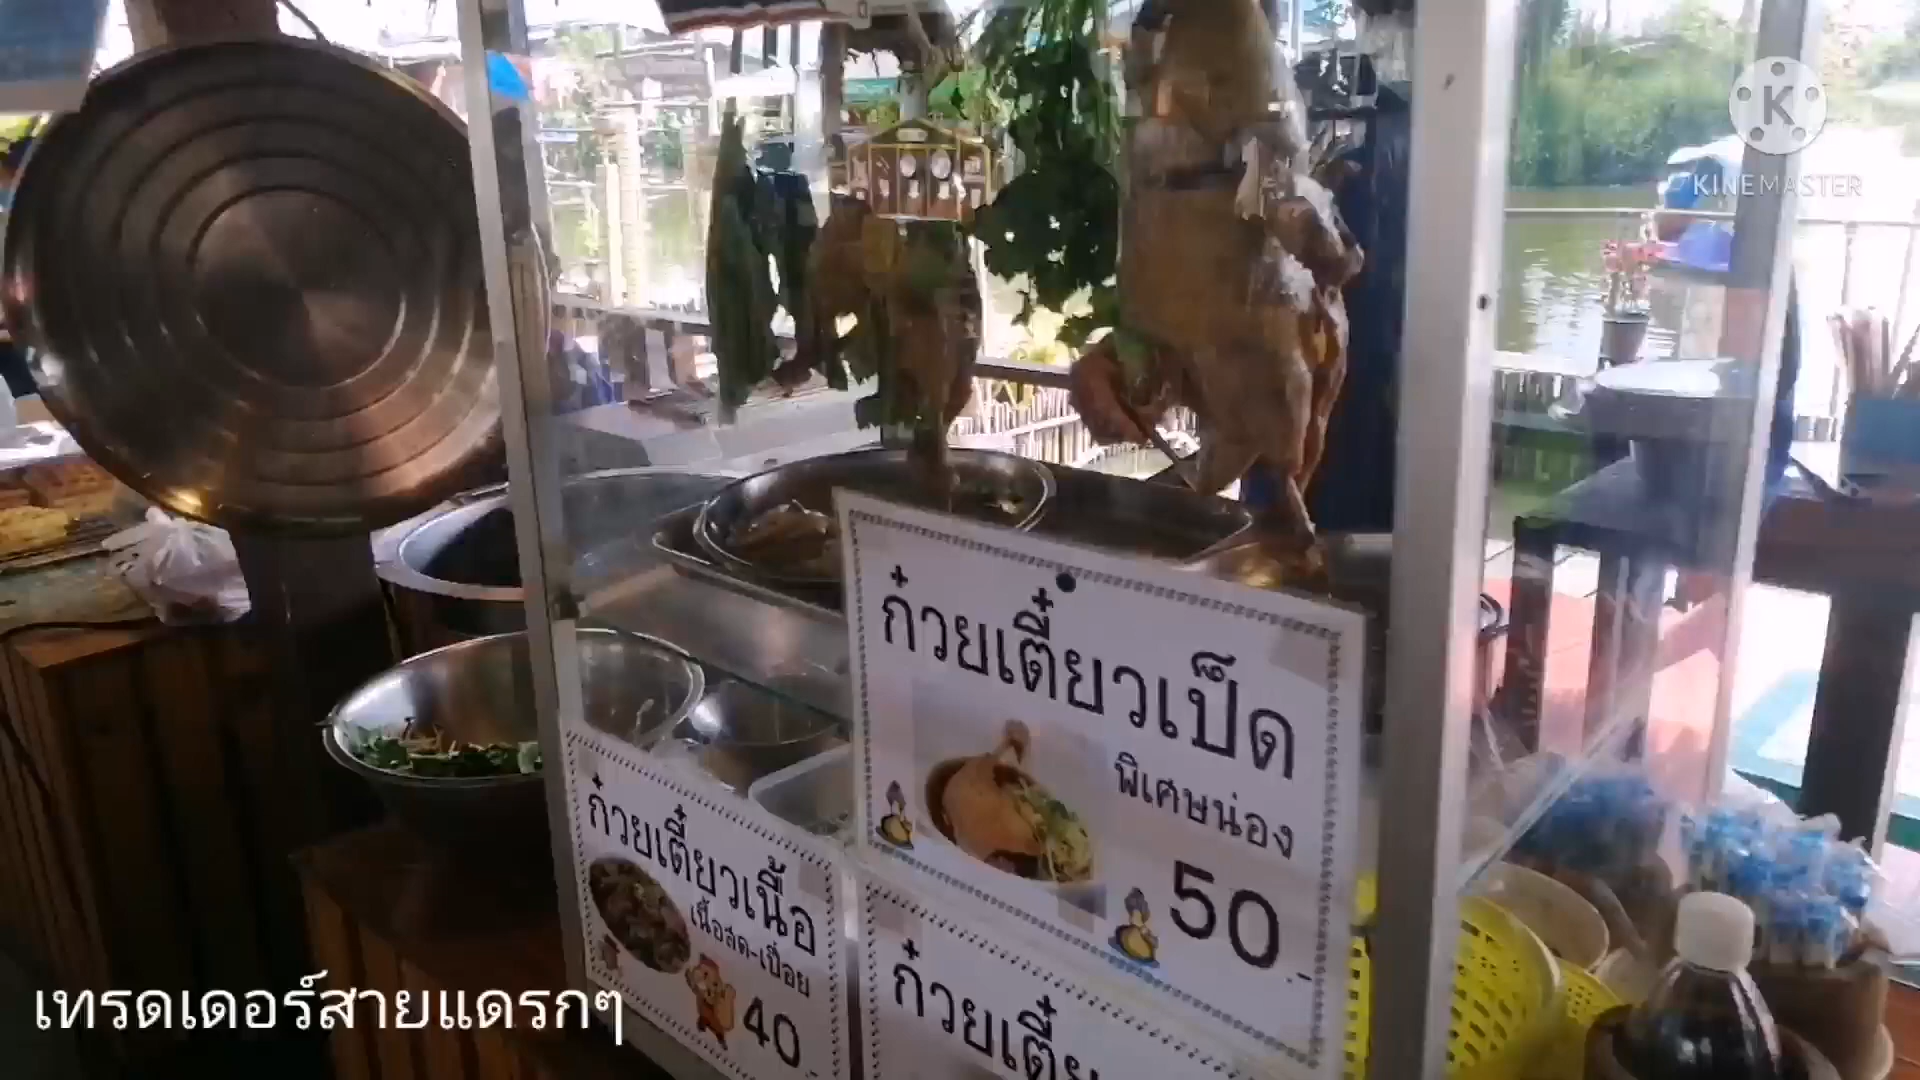 KINEMASTER
ก๋วยเตี๋ยวเป็ด
พิเศษน่อง
50.-
ก๋วยเตี๋ยวเนื้อ
เนื้อสด-เปื่อย
40.-
ก๋วยเตี๋ย
เทรดเดอร์สายแดรกๆ